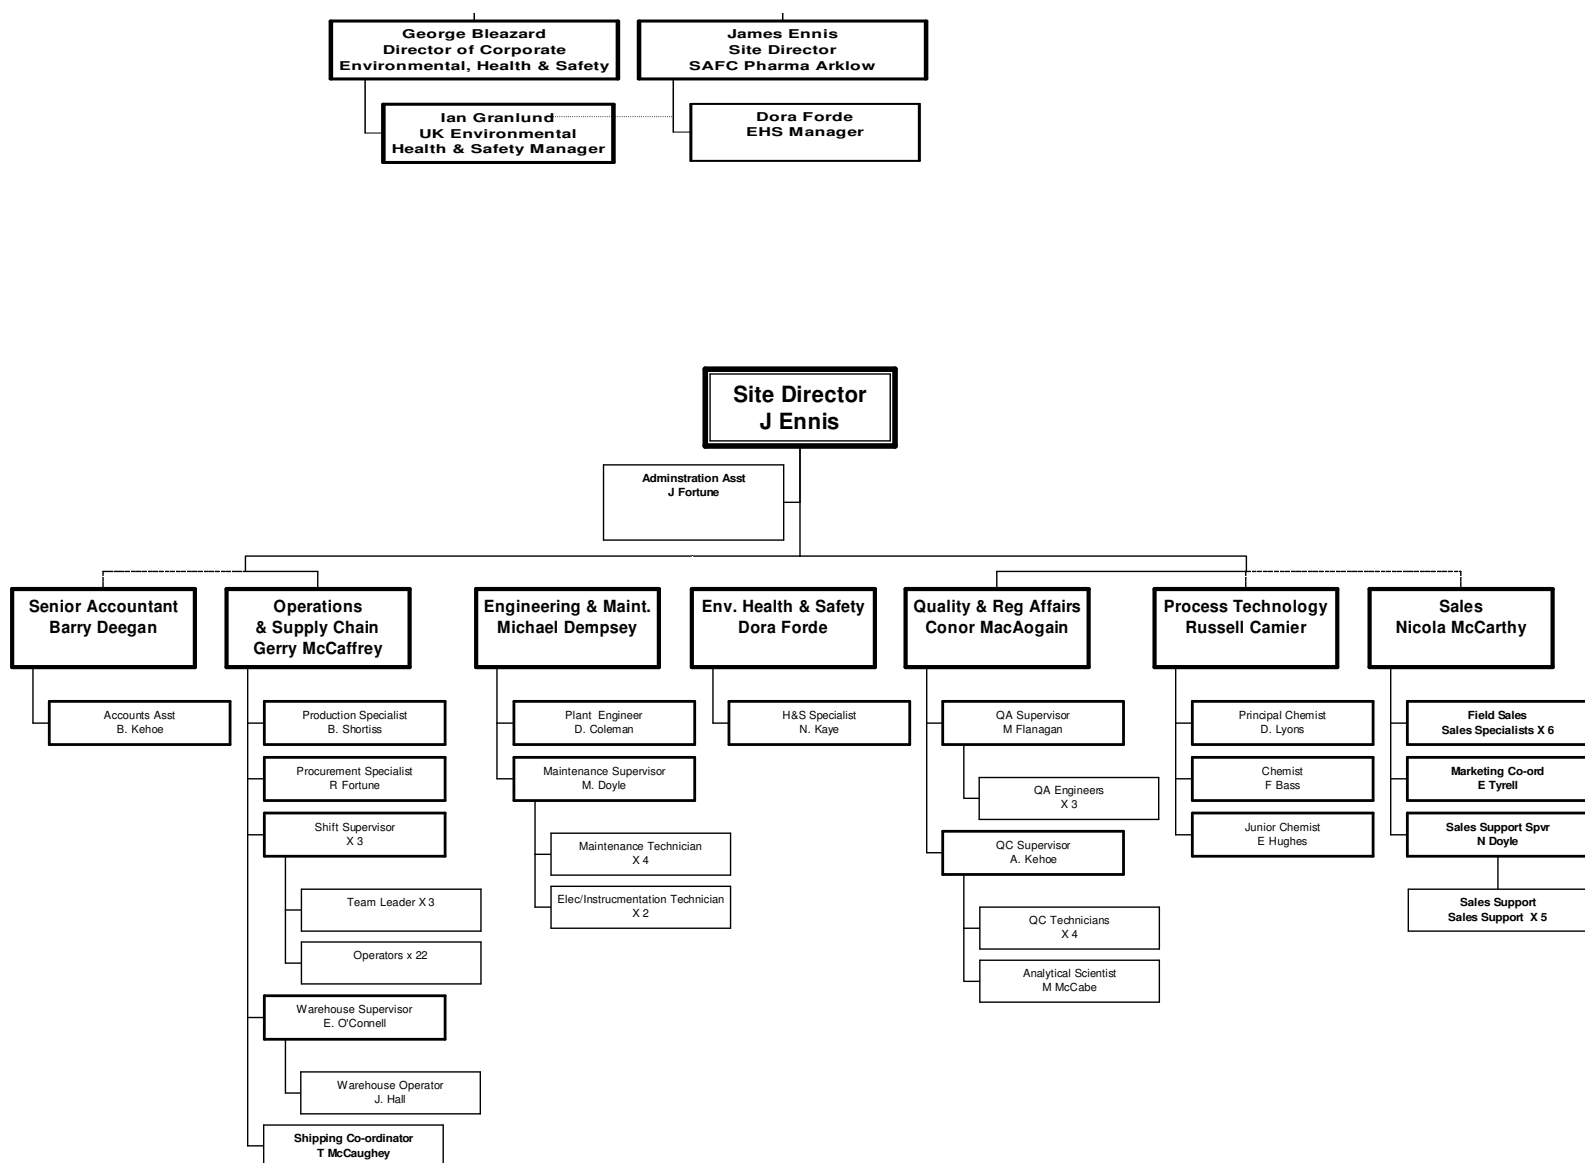 George Bleazard
Director of Corporate
Environmental, Health & Safety
James Ennis
Site Director
SAFC Pharma Arklow
Ian Granlund
UK Environmental
Health & Safety Manager
Dora Forde
EHS Manager
Site Director
J Ennis
Adminstration Asst
J Fortune
Senior Accountant
Barry Deegan
Accounts Asst
B. Kehoe
Operations
& Supply Chain
Gerry McCaffrey
Production Specialist
B. Shortiss
Procurement Specialist
R Fortune
Shift Supervisor
X 3
Team Leader X 3
Operators x 22
Warehouse Supervisor
E. O'Connell
Warehouse Operator
J. Hall
Shipping Co-ordinator
T McCaughey
Engineering & Maint.
Michael Dempsey
Plant Engineer
D. Coleman
Maintenance Supervisor
M. Doyle
Maintenance Technician
X 4
Elec/Instrucmentation Technician
X 2
Env. Health & Safety
Dora Forde
H&S Specialist
N. Kaye
Quality & Reg Affairs
Conor MacAogain
QA Supervisor
M Flanagan
QA Engineers
X 3
QC Supervisor
A. Kehoe
QC Technicians
X 4
Analytical Scientist
M McCabe
Process Technology
Russell Camier
Principal Chemist
D. Lyons
Chemist
F Bass
Junior Chemist
E Hughes
Sales
Nicola McCarthy
Field Sales
Sales Specialists X 6
Marketing Co-ord
E Tyrell
Sales Support Spvr
N Doyle
Sales Support
Sales Support X 5